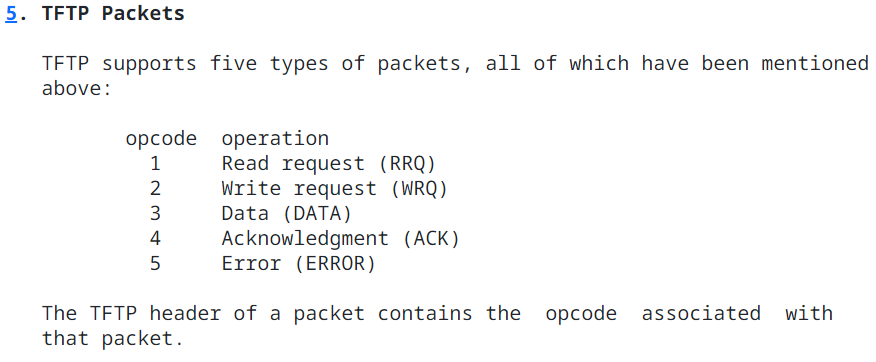 5. TFTP Packets
TFTP supports five types of packets, all of which have been mentioned
above:
opcode  operation
1       Read request (RRQ)
2       Write request (WRQ)
3       Data (DATA)
4       Acknowledgment (ACK)
5       Error (ERROR)
The TFTP header of a packet contains the  opcode  associated  with
that packet.